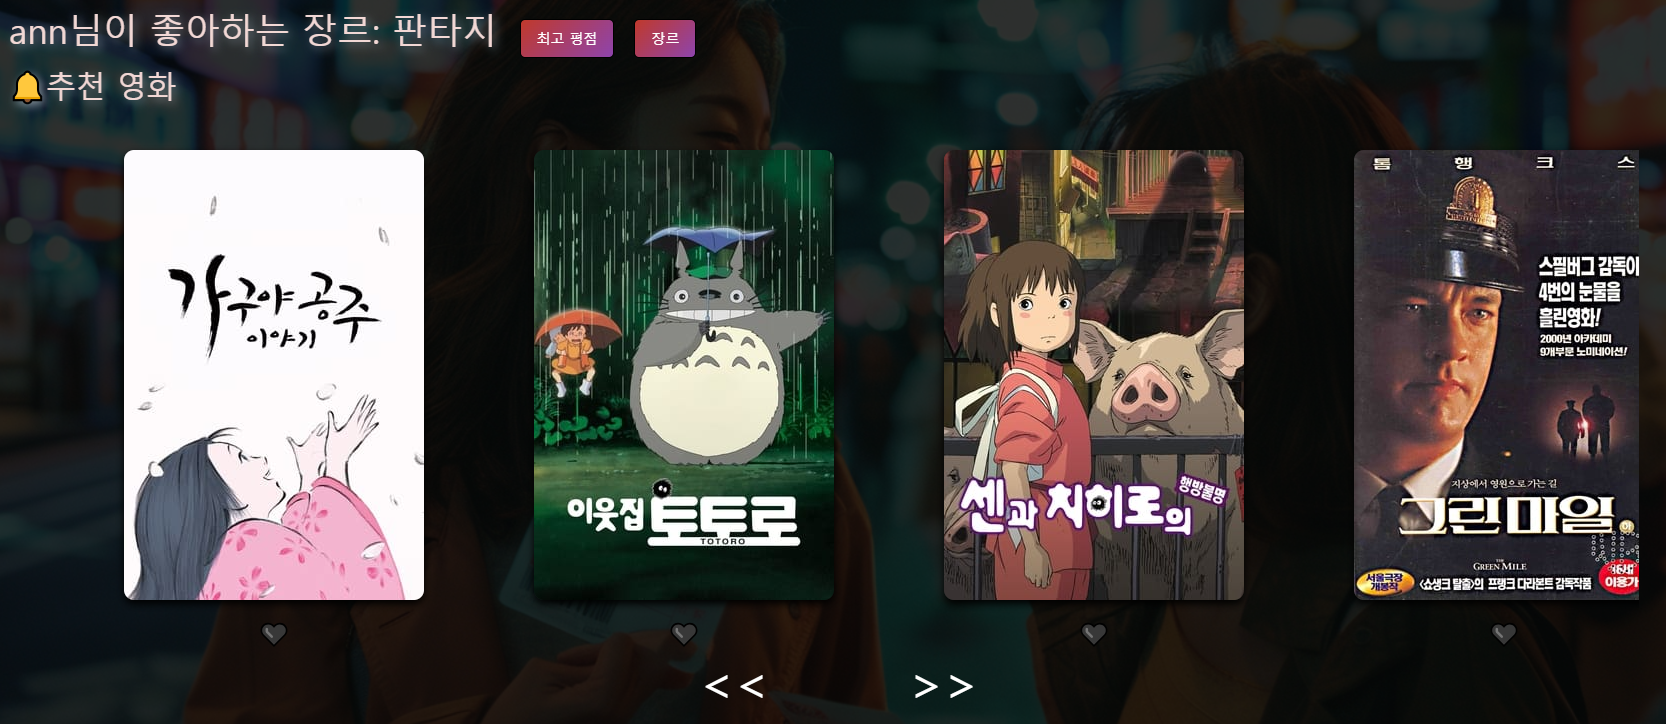 ann님이 좋아하는 장르: 판타지
최고 평점
장르
🔔추천 영화
가구야 공주
이야기
이웃집 토토로
TOTORO
센과 치히로의
행방불명
톰 행크스
스필버그 감독이
4번의 눈물을
흘린영화!
2000년 아카데미
9개부문 노미네이션!
지상에서 영원으로 가는 길
그린 마일
하
THE
GREEN MILE
서울극장
개봉작
<쇼생크 탈출>의 프랭크 다라본트 감독작품
이용가
<< >>